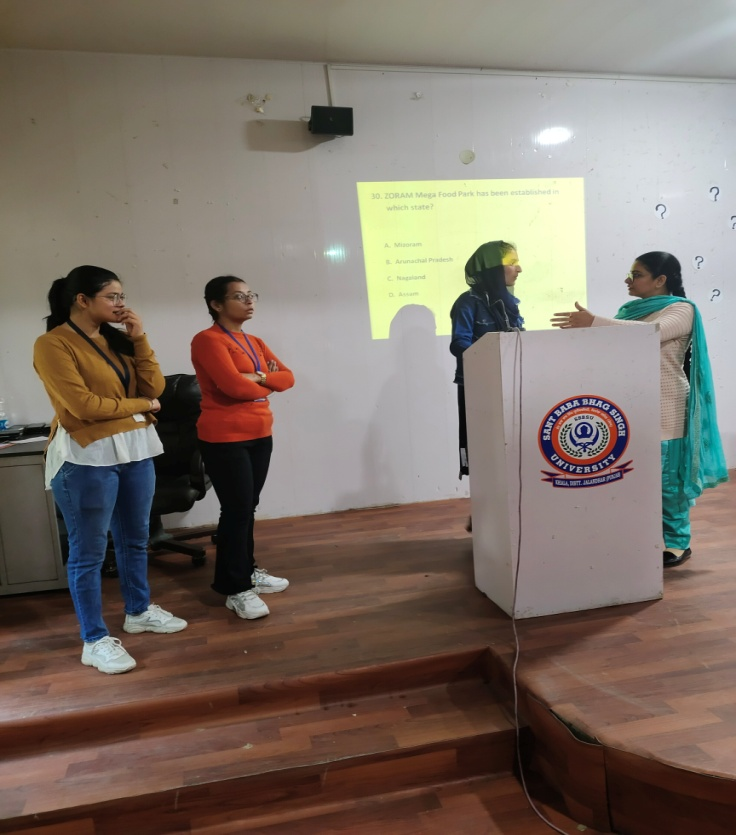 30. ZORAM Mega Food Park has been established in
which state?
A. Mizoram
B. Arunachal Pradesh
C. Nagaland
D. Assam
?
?
?
?
?
SANT BABA BHAG SINGH
SBBSU
UNIVERSITY